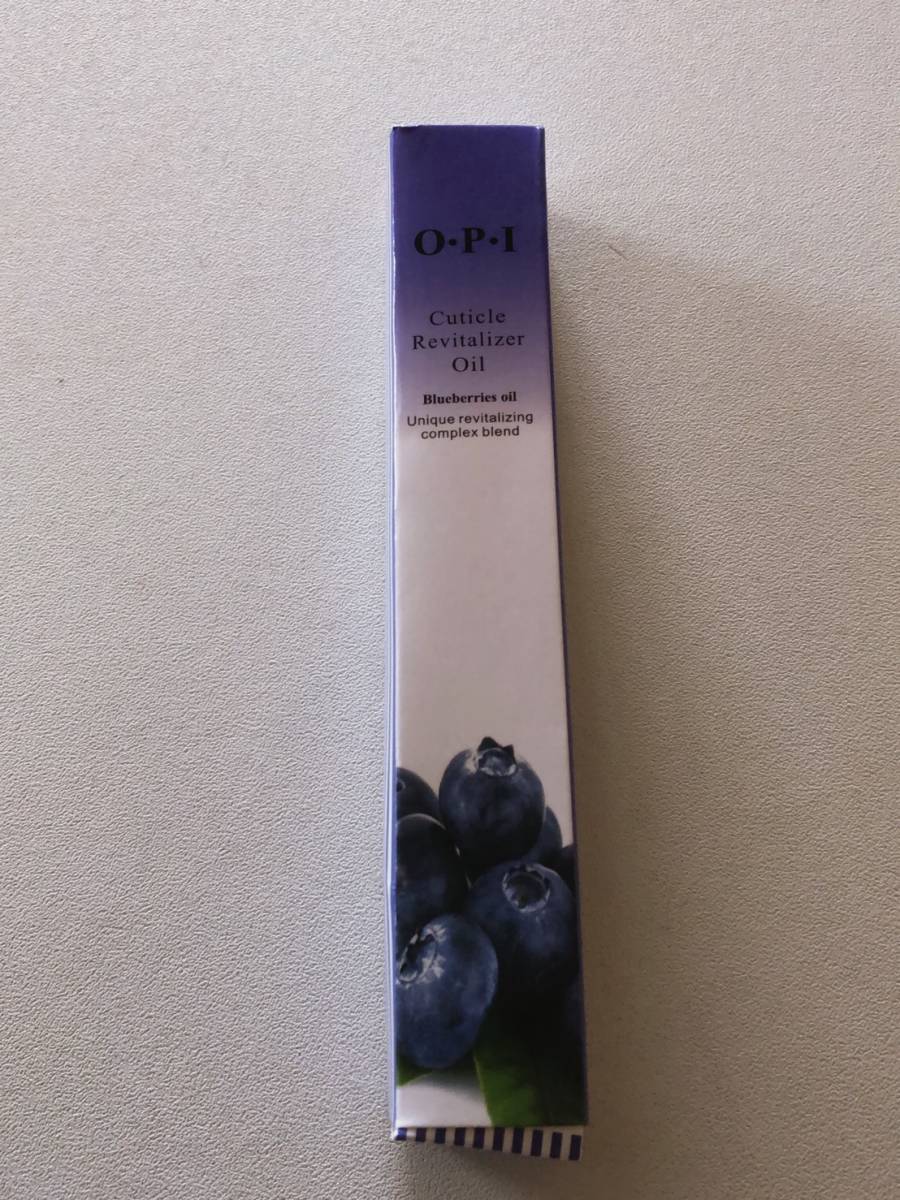 O•P•I
Cuticle
Revitalizer
Oil
Blueberries oil
Unique revitalizing
complex blend